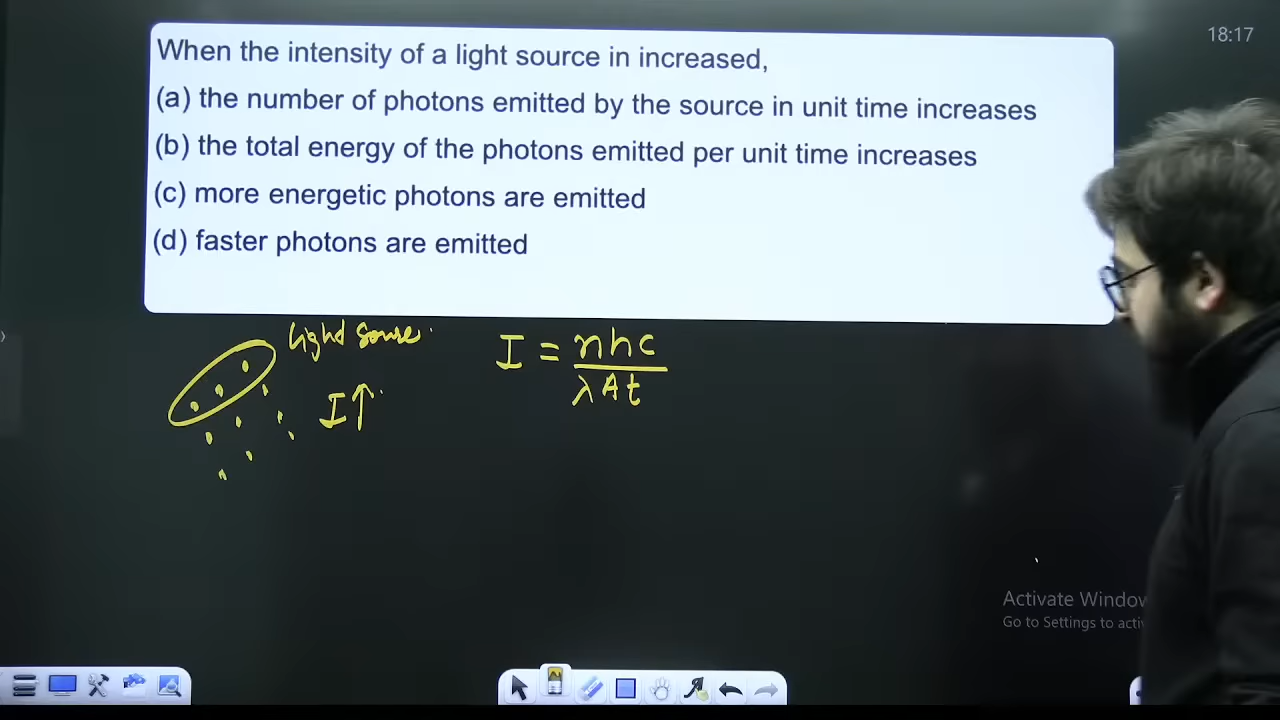 18:17
When the intensity of a light source in increased,
(a) the number of photons emitted by the source in unit time increases
(b) the total energy of the photons emitted per unit time increases
(c) more energetic photons are emitted
(d) faster photons are emitted
light source.
I = nhc / λAt
I↑
Activate Window
Go to Settings to activ